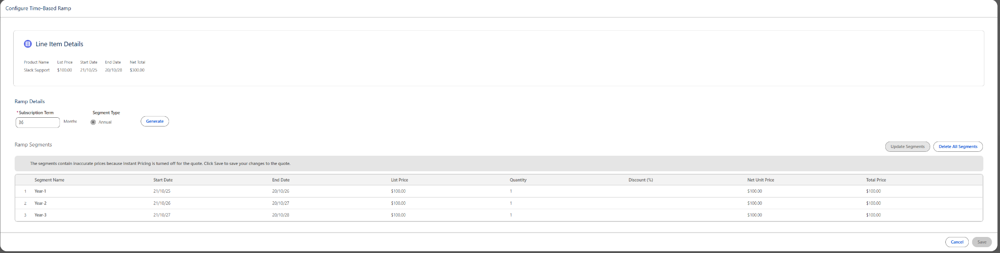 Configure Time-Based Ramp
Line Item Details
Product Name List Price Start Date End Date Net Total
Slack Support $100.00 21/10/25 20/10/28 $300.00
Ramp Details
*Subscription Term Segment Type
36 Months Annual Generate
Ramp Segments Update Segments Delete All Segments
The segments contain inaccurate prices because Instant Pricing is turned off for the quote. Click Save to save your changes to the quote.
Segment Name Start Date End Date List Price Quantity Discount (%) Net Unit Price Total Price
1 Year-1 21/10/25 20/10/26 $100.00 1 $100.00 $100.00
2 Year-2 21/10/26 20/10/27 $100.00 1 $100.00 $100.00
3 Year-3 21/10/27 20/10/28 $100.00 1 $100.00 $100.00
Cancel Save